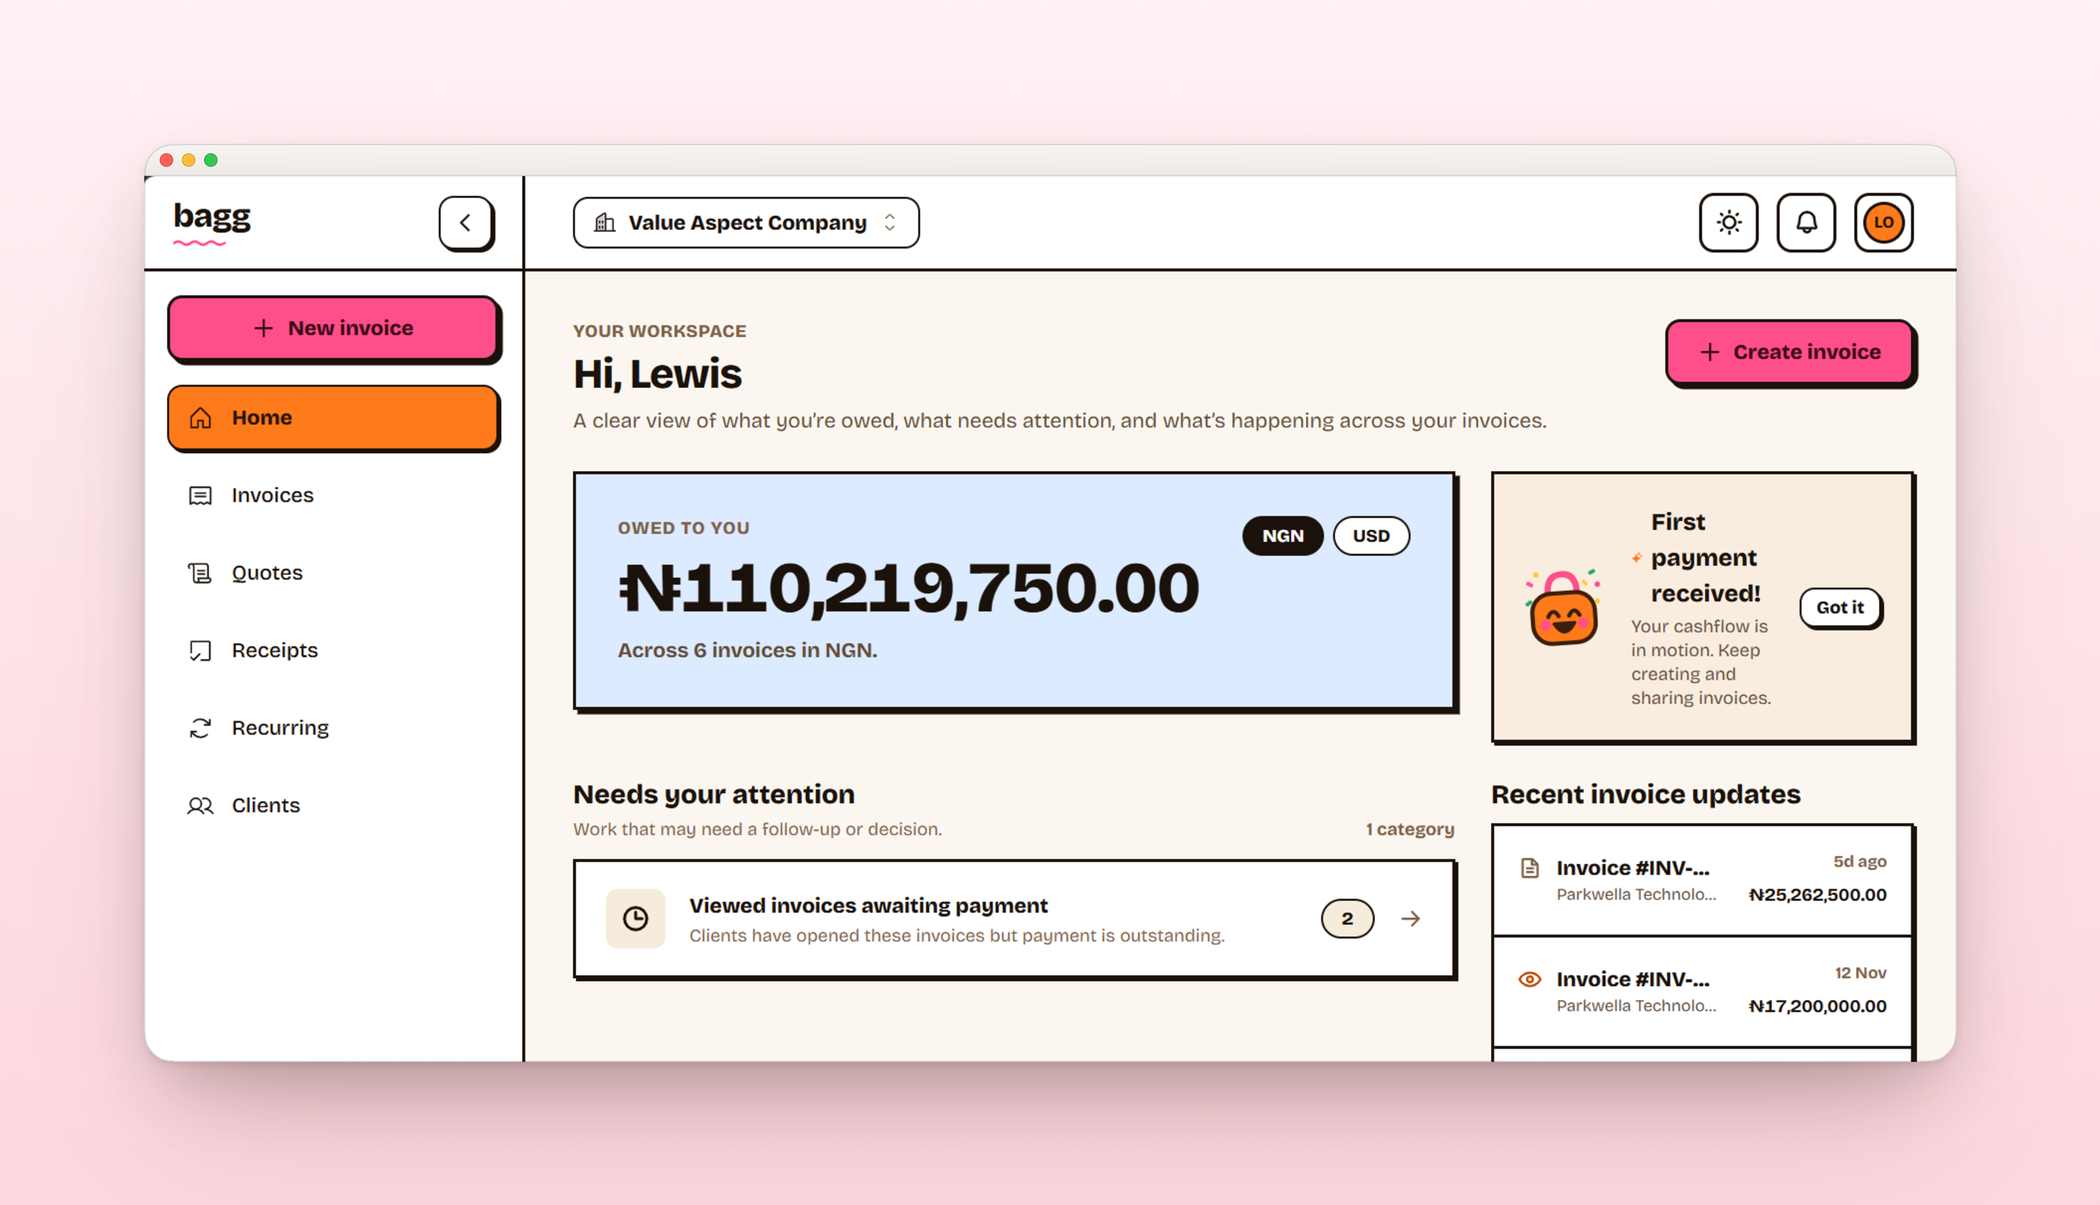 bagg
Value Aspect Company
LO
New invoice
Home
Invoices
Quotes
Receipts
Recurring
Clients
YOUR WORKSPACE
Hi, Lewis
A clear view of what you’re owed, what needs attention, and what’s happening across your invoices.
Create invoice
OWED TO YOU
NGN
USD
₦110,219,750.00
Across 6 invoices in NGN.
First
payment
received!
Your cashflow is
in motion. Keep
creating and
sharing invoices.
Got it
Needs your attention
Work that may need a follow-up or decision.
1 category
Viewed invoices awaiting payment
Clients have opened these invoices but payment is outstanding.
2
Recent invoice updates
Invoice #INV-...
5d ago
Parkwella Technolo...
₦25,262,500.00
Invoice #INV-...
12 Nov
Parkwella Technolo...
₦17,200,000.00